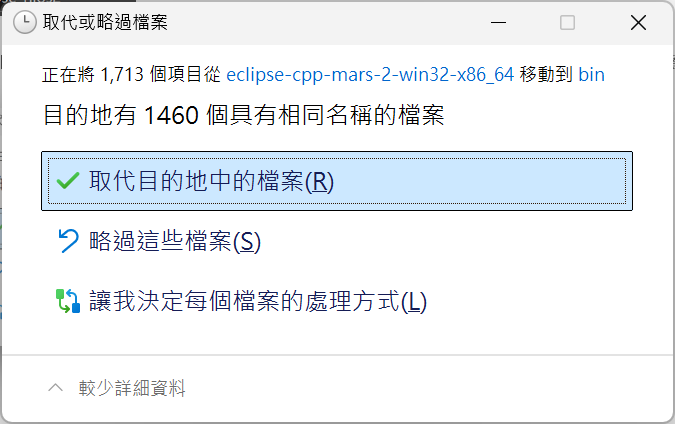 取代或略過檔案
正在將 1,713 個項目從 eclipse-cpp-mars-2-win32-x86_64 移動到 bin
目的地有 1460 個具有相同名稱的檔案
取代目的地中的檔案(R)
略過這些檔案(S)
讓我決定每個檔案的處理方式(L)
較少詳細資料